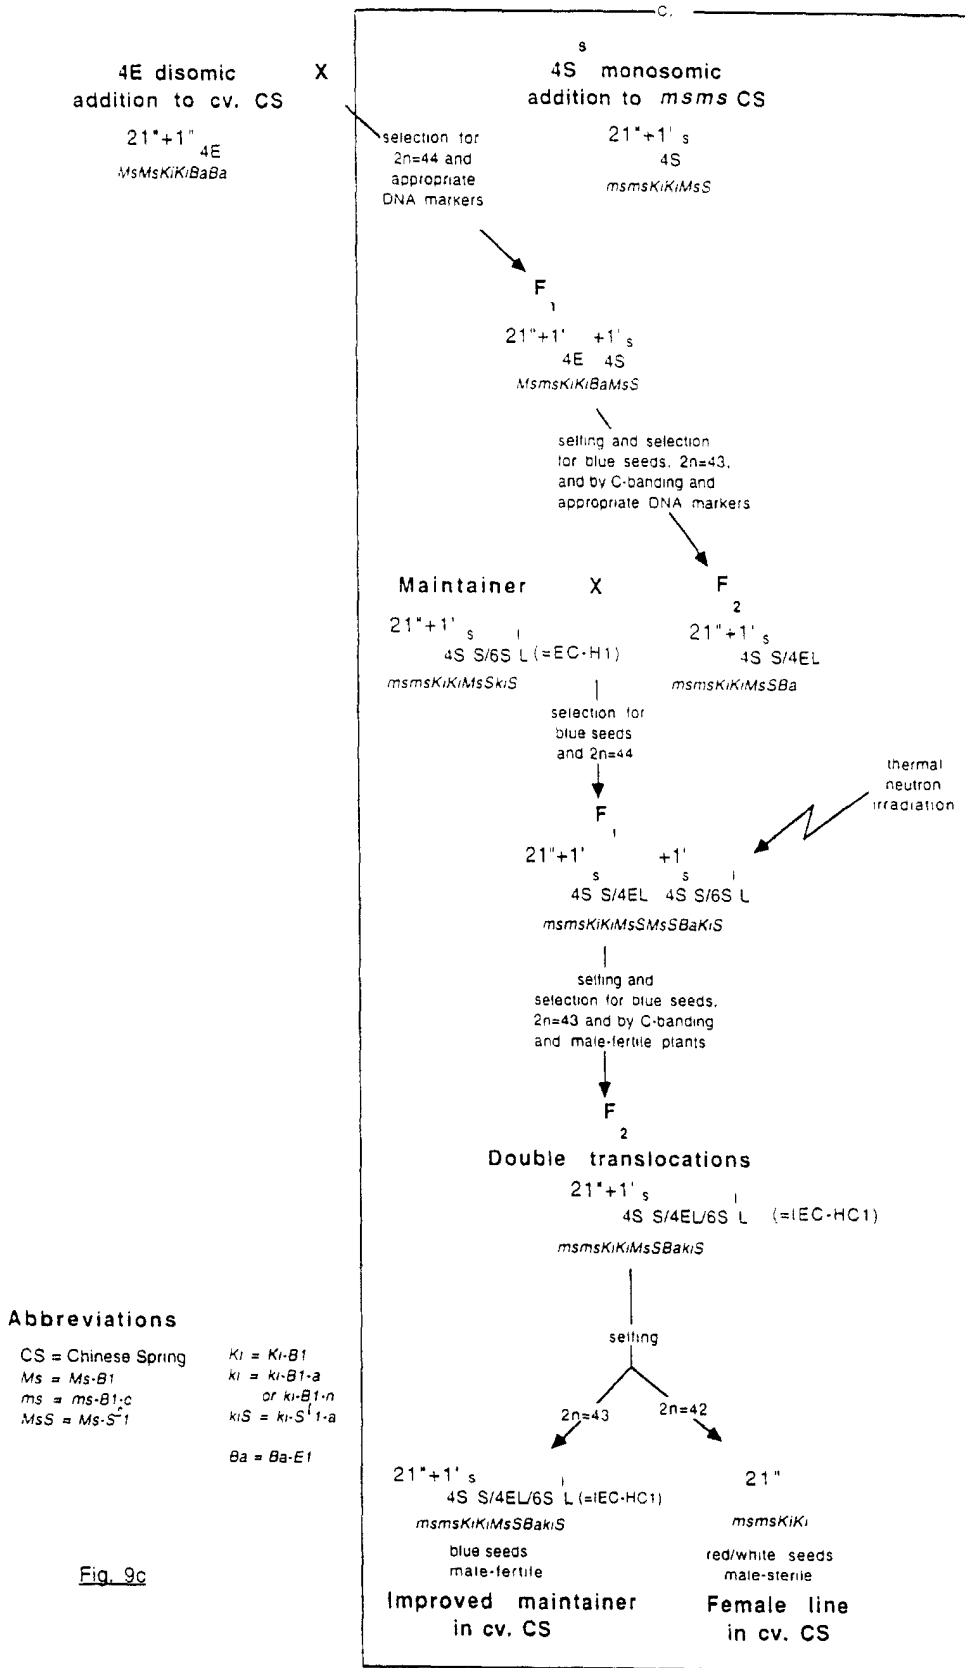 C.
4E disomic X
addition to cv. CS
21"+1" 4E
MsMsKiKiBaBa
4S^s monosomic
addition to msms CS
21"+1' s
4S
msmsKiKiMsS
selection for
2n=44 and
appropriate
DNA markers
F
1
21"+1' +1' s
4E 4S
MsmsKiKiBaMsS
selfing and selection
for blue seeds, 2n=43,
and by C-banding and
appropriate DNA markers
Maintainer X F
2
21"+1' s l
4S S/6S L (=EC-H1)
msmsKiKiMsSkiS
21"+1' s
4S S/4EL
msmsKiKiMsSBa
selection for
blue seeds
and 2n=44
thermal
neutron
irradiation
F
1
21"+1' +1'
s s l
4S S/4EL 4S S/6S L
msmsKiKiMsSMsSBaKiS
selfing and
selection for blue seeds,
2n=43 and by C-banding
and male-fertile plants
F
2
Double translocations
21"+1' s l
4S S/4EL/6S L (=IEC-HC1)
msmsKiKiMsSBakiS
selfing
2n=43 2n=42
21"+1' s l
4S S/4EL/6S L (=IEC-HC1)
msmsKiKiMsSBakiS
blue seeds
male-fertile
Improved maintainer
in cv. CS
21"
msmsKiKi
red/white seeds
male-sterile
Female line
in cv. CS
Abbreviations
CS = Chinese Spring
Ms = Ms-B1
ms = ms-B1-c
MsS = Ms-S^l1
Ki = Ki-B1
ki = ki-B1-a
or ki-B1-n
kiS = ki-S^l1-a
Ba = Ba-E1
Fig. 9c